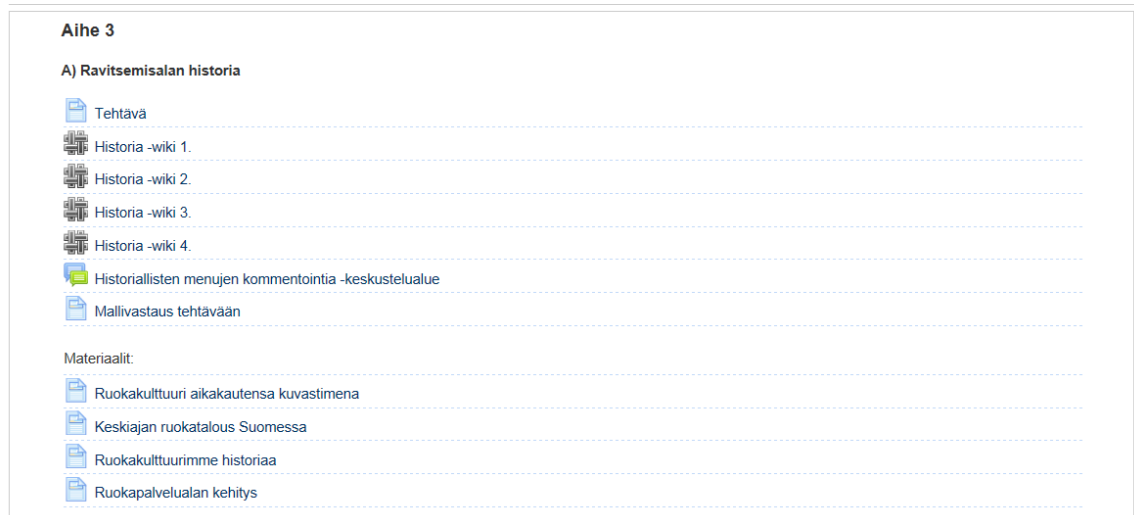 Aihe 3
A) Ravitsemisalan historia
Tehtävä
Historia -wiki 1.
Historia -wiki 2.
Historia -wiki 3.
Historia -wiki 4.
Historiallisten menujen kommentointia -keskustelualue
Mallivastaus tehtävään
Materiaalit:
Ruokakulttuuri aikakautensa kuvastimena
Keskiajan ruokatalous Suomessa
Ruokakulttuurimme historiaa
Ruokapalvelualan kehitys